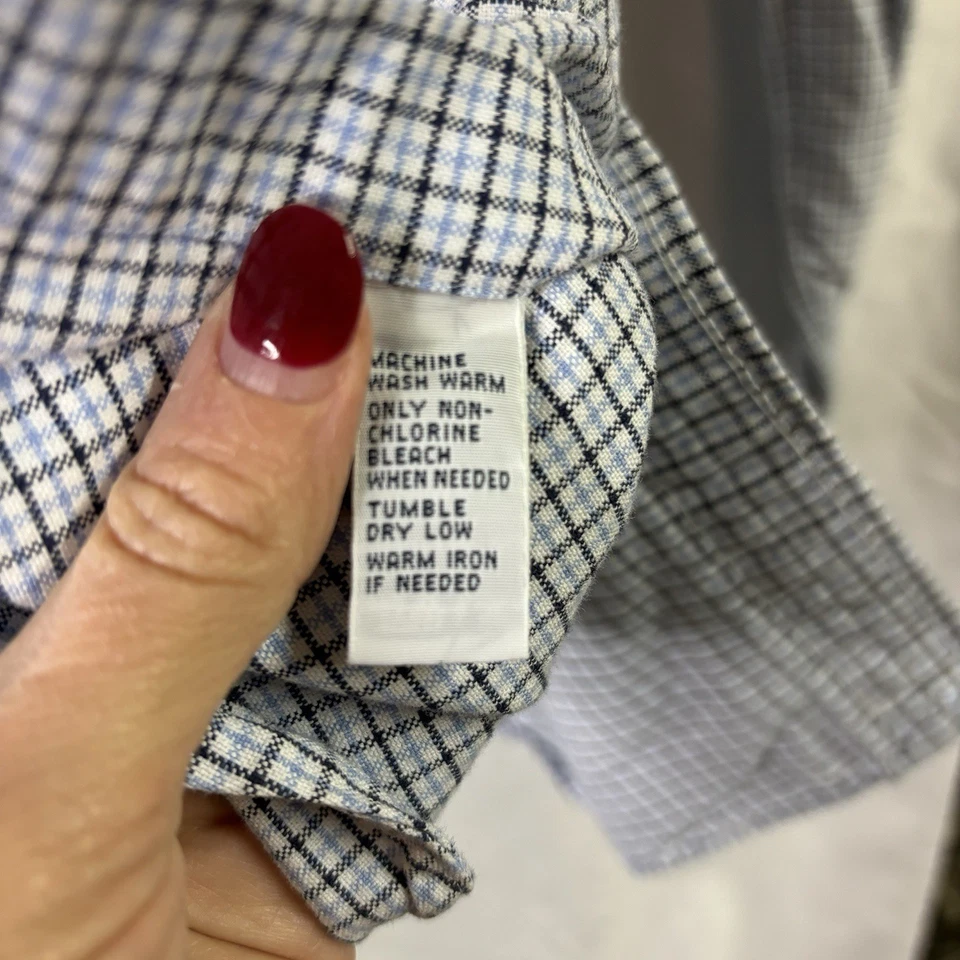 MACHINE
WASH WARM
ONLY NON-
CHLORINE
BLEACH
WHEN NEEDED
TUMBLE
DRY LOW
WARM IRON
IF NEEDED